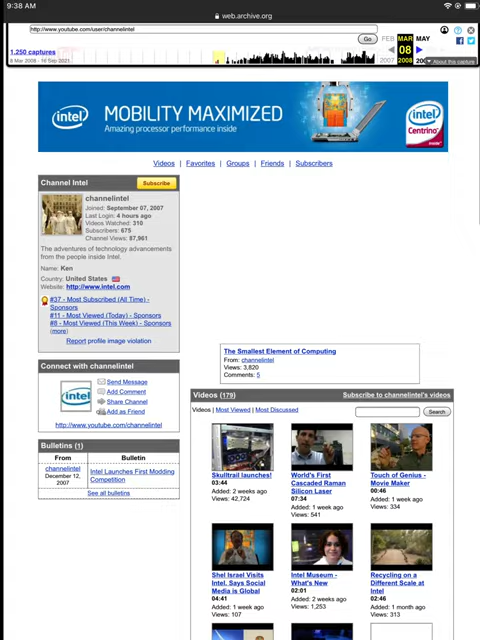 9:38 AM
web.archive.org
http://www.youtube.com/user/channelintel
Go
FEB MAR MAY
08
2007 2008 2009
1,250 captures
8 Mar 2008 - 16 Sep 2021
About this capture
intel
MOBILITY MAXIMIZED
Amazing processor performance inside
intel
Centrino
inside
Videos | Favorites | Groups | Friends | Subscribers
Channel Intel
Subscribe
channelintel
Joined: September 07, 2007
Last Login: 4 hours ago
Videos Watched: 310
Subscribers: 675
Channel Views: 87,961
The adventures of technology advancements
from the people inside Intel.
Name: Ken
Country: United States
Website: http://www.intel.com
#37 - Most Subscribed (All Time) -
Sponsors
#11 - Most Viewed (Today) - Sponsors
#8 - Most Viewed (This Week) - Sponsors
(more)
Report profile image violation
Connect with channelintel
intel
Send Message
Add Comment
Share Channel
Add as Friend
http://www.youtube.com/channelintel
Bulletins (1)
From Bulletin
channelintel
December 12,
2007
Intel Launches First Modding
Competition
See all bulletins
The Smallest Element of Computing
From: channelintel
Views: 3,820
Comments: 5
Videos (179)
Subscribe to channelintel's videos
Videos | Most Viewed | Most Discussed
Search
Skulltrail launches!
03:44
Added: 2 weeks ago
Views: 42,724
World's First
Cascaded Raman
Silicon Laser
07:34
Added: 1 week ago
Views: 541
Touch of Genius -
Movie Maker
00:46
Added: 1 week ago
Views: 334
Shel Israel Visits
Intel, Says Social
Media is Global
04:41
Added: 1 week ago
Views: 107
Intel Museum -
What's New
02:01
Added: 2 weeks ago
Views: 1,253
Recycling on a
Different Scale at
Intel
02:46
Added: 1 month ago
Views: 313